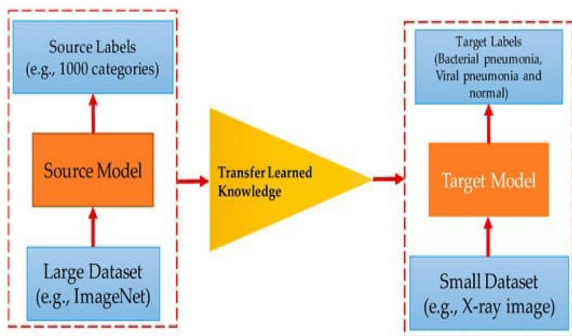 Source Labels
(e.g., 1000 categories)
Source Model
Large Dataset
(e.g., ImageNet)
Transfer Learned
Knowledge
Target Labels
(Bacterial pneumonia,
Viral pneumonia and
normal)
Target Model
Small Dataset
(e.g., X-ray image)